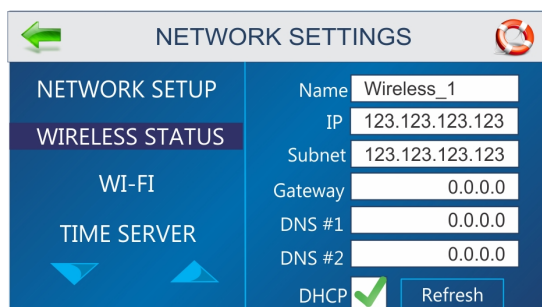 NETWORK SETTINGS
NETWORK SETUP
WIRELESS STATUS
WI-FI
TIME SERVER
Name Wireless_1
IP 123.123.123.123
Subnet 123.123.123.123
Gateway 0.0.0.0
DNS #1 0.0.0.0
DNS #2 0.0.0.0
DHCP Refresh